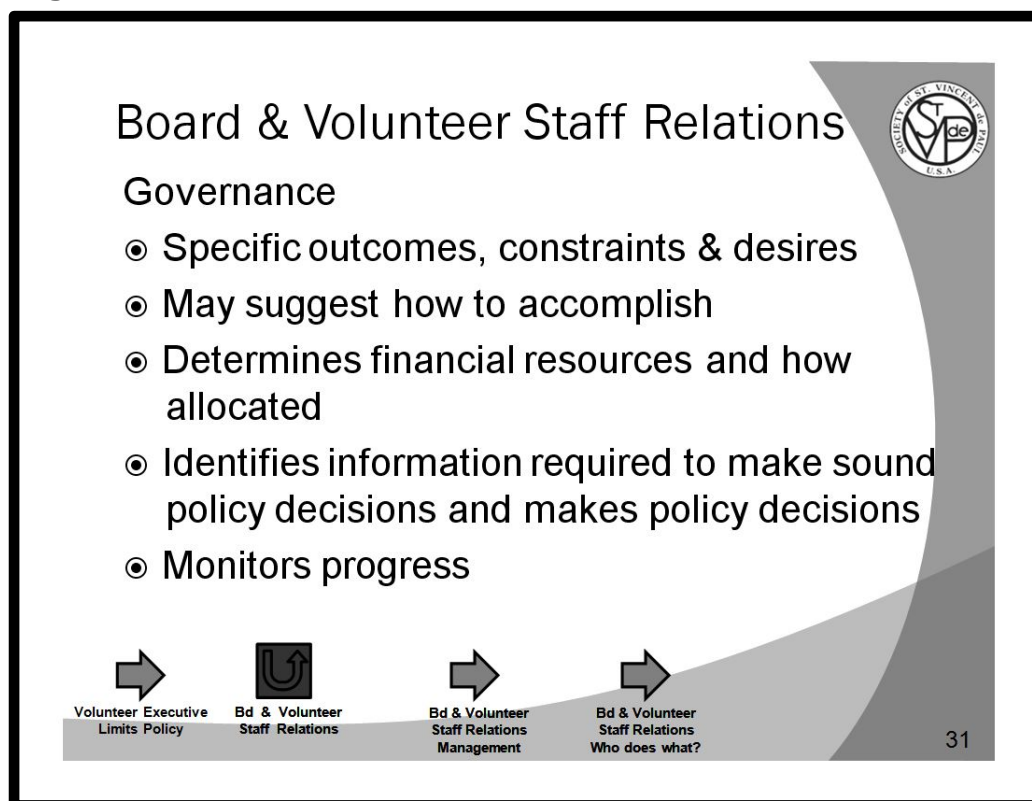 Board & Volunteer Staff Relations
SOCIETY of ST. VINCENT de PAUL
SVdeP
U.S.A.
Governance
Specific outcomes, constraints & desires
May suggest how to accomplish
Determines financial resources and how
allocated
Identifies information required to make sound
policy decisions and makes policy decisions
Monitors progress
Volunteer Executive
Limits Policy
Bd & Volunteer
Staff Relations
Bd & Volunteer
Staff Relations
Management
Bd & Volunteer
Staff Relations
Who does what?
31